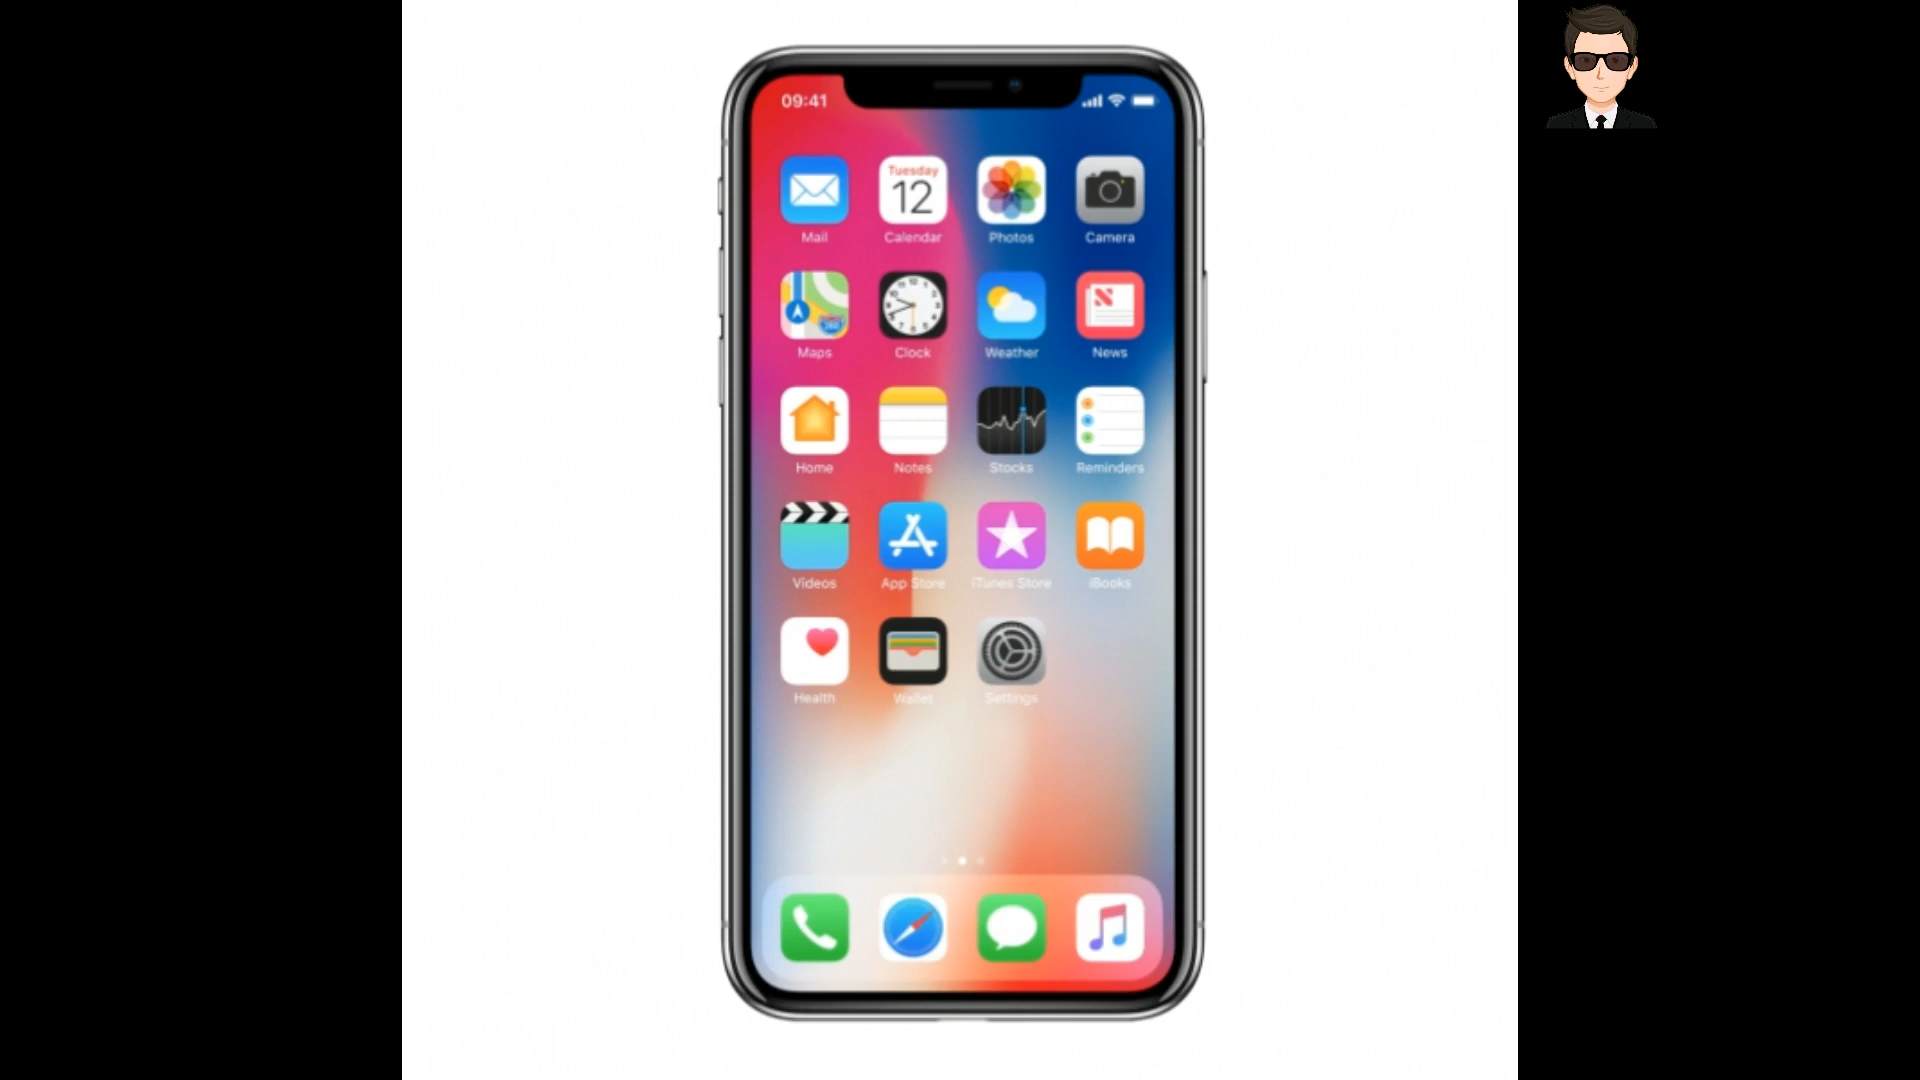 09:41
Tuesday
12
Mail Calendar Photos Camera
280
Maps Clock Weather News
Home Notes Stocks Reminders
Videos App Store iTunes Store iBooks
Health Wallet Settings